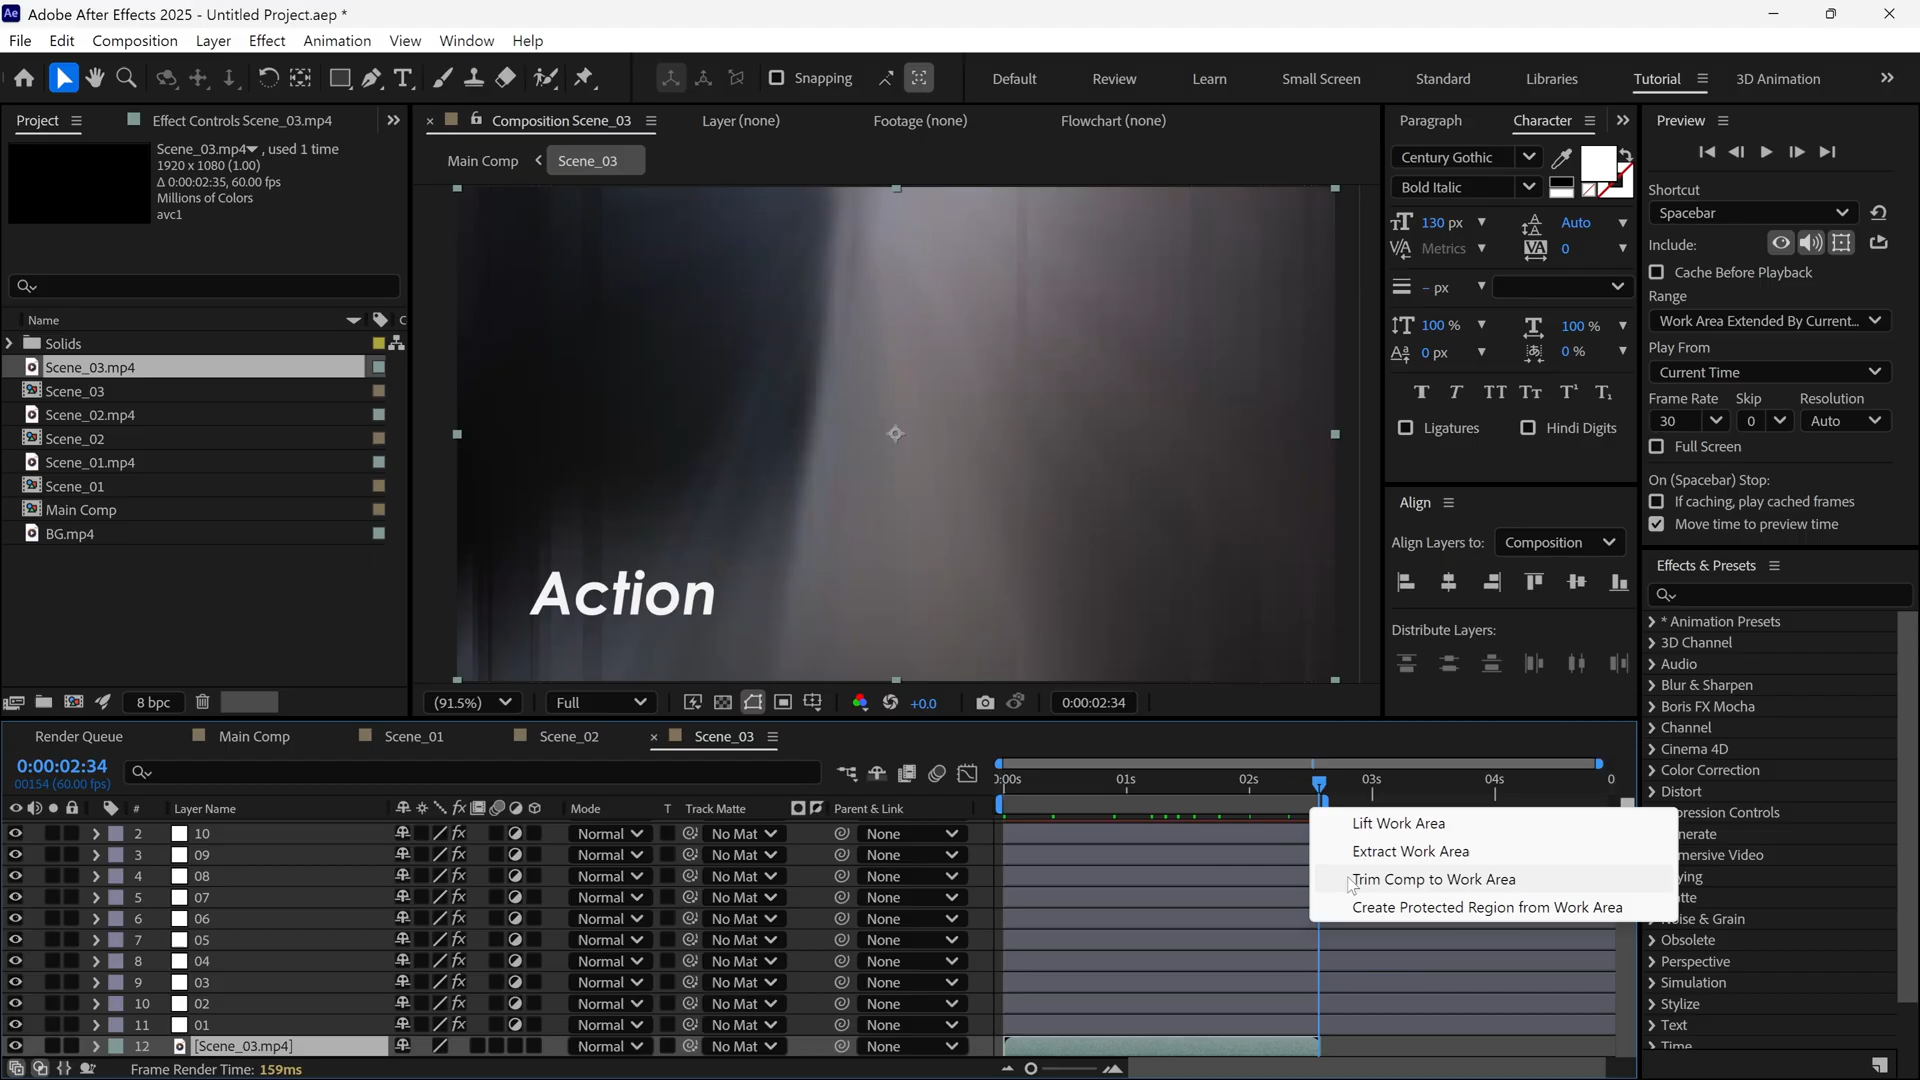 Adobe After Effects 2025 - Untitled Project.aep *
File Edit Composition Layer Effect Animation View Window Help
Snapping Default Review Learn Small Screen Standard Libraries Tutorial 3D Animation
Project Effect Controls Scene_03.mp4
Composition Scene_03 Layer (none) Footage (none) Flowchart (none)
Main Comp Scene_03
Scene_03.mp4, used 1 time
1920 x 1080 (1.00)
Δ 0:00:02:35, 60.00 fps
Millions of Colors
avc1
Name
Solids
Scene_03.mp4
Scene_03
Scene_02.mp4
Scene_02
Scene_01.mp4
Scene_01
Main Comp
BG.mp4
8 bpc
Action
(91.5%) Full +0.0 0:00:02:34
Paragraph Character
Century Gothic
Bold Italic
130 px Auto
Metrics 0
- px
100 % 100 %
0 px 0 %
Ligatures Hindi Digits
Align
Align Layers to: Composition
Distribute Layers:
Preview
Shortcut
Spacebar
Include:
Cache Before Playback
Range
Work Area Extended By Current...
Play From
Current Time
Frame Rate Skip Resolution
30 0 Auto
Full Screen
On (Spacebar) Stop:
If caching, play cached frames
Move time to preview time
Effects & Presets
* Animation Presets
3D Channel
Audio
Blur & Sharpen
Boris FX Mocha
Channel
Cinema 4D
Color Correction
Distort
pression Controls
nerate
mersive Video
ying
tte
oise & Grain
Obsolete
Perspective
Simulation
Stylize
Text
Time
Render Queue Main Comp Scene_01 Scene_02 Scene_03
0:00:02:34
00154 (60.00 fps)
):00s 01s 02s 03s 04s 0
# Layer Name Mode T Track Matte Parent & Link
2 10 Normal No Mat None
3 09 Normal No Mat None
4 08 Normal No Mat None
5 07 Normal No Mat None
6 06 Normal No Mat None
7 05 Normal No Mat None
8 04 Normal No Mat None
9 03 Normal No Mat None
10 02 Normal No Mat None
11 01 Normal No Mat None
12 [Scene_03.mp4] Normal No Mat None
Lift Work Area
Extract Work Area
Trim Comp to Work Area
Create Protected Region from Work Area
Frame Render Time: 159ms